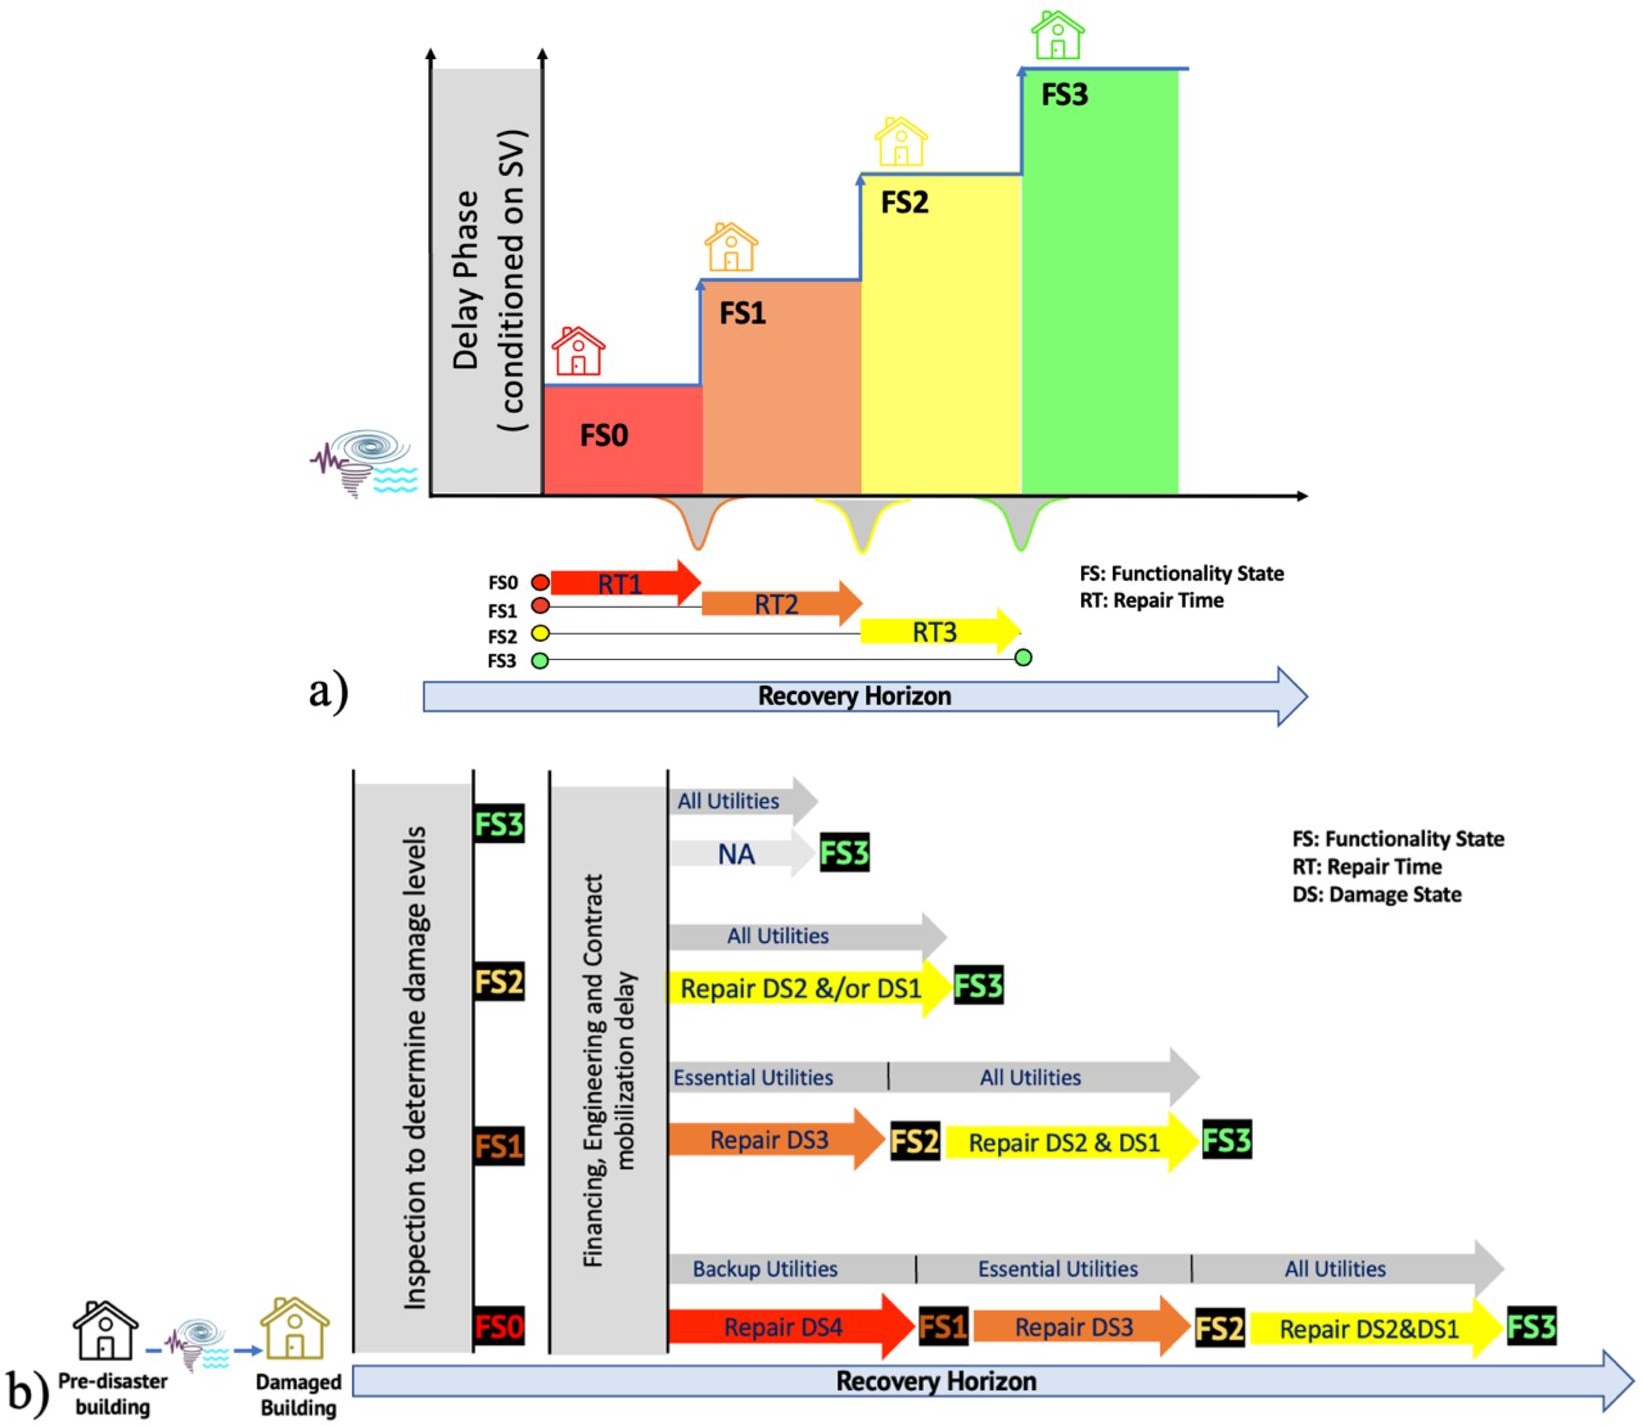 Delay Phase
( conditioned on SV)
FS0
FS1
FS2
FS3
FS0
RT1
FS1
RT2
FS2
RT3
FS3
FS: Functionality State
RT: Repair Time
a)
Recovery Horizon
Inspection to determine damage levels
FS3
FS2
FS1
FS0
Financing, Engineering and Contract
mobilization delay
All Utilities
NA FS3
All Utilities
Repair DS2 &/or DS1 FS3
Essential Utilities All Utilities
Repair DS3 FS2 Repair DS2 & DS1 FS3
Backup Utilities Essential Utilities All Utilities
Repair DS4 FS1 Repair DS3 FS2 Repair DS2&DS1 FS3
FS: Functionality State
RT: Repair Time
DS: Damage State
b)
Pre-disaster
building
Damaged
Building
Recovery Horizon